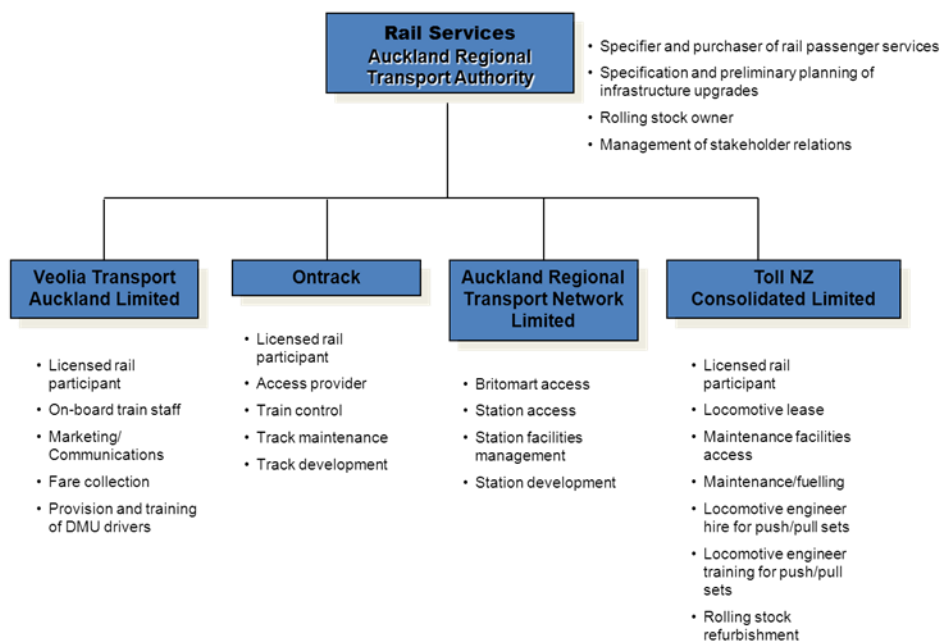 Rail Services
Auckland Regional
Transport Authority
• Specifier and purchaser of rail passenger services
• Specification and preliminary planning of
infrastructure upgrades
• Rolling stock owner
• Management of stakeholder relations
Veolia Transport
Auckland Limited
• Licensed rail
participant
• On-board train staff
• Marketing/
Communications
• Fare collection
• Provision and training
of DMU drivers
Ontrack
• Licensed rail
participant
• Access provider
• Train control
• Track maintenance
• Track development
Auckland Regional
Transport Network
Limited
• Britomart access
• Station access
• Station facilities
management
• Station development
Toll NZ
Consolidated Limited
• Licensed rail
participant
• Locomotive lease
• Maintenance facilities
access
• Maintenance/fuelling
• Locomotive engineer
hire for push/pull sets
• Locomotive engineer
training for push/pull
sets
• Rolling stock
refurbishment